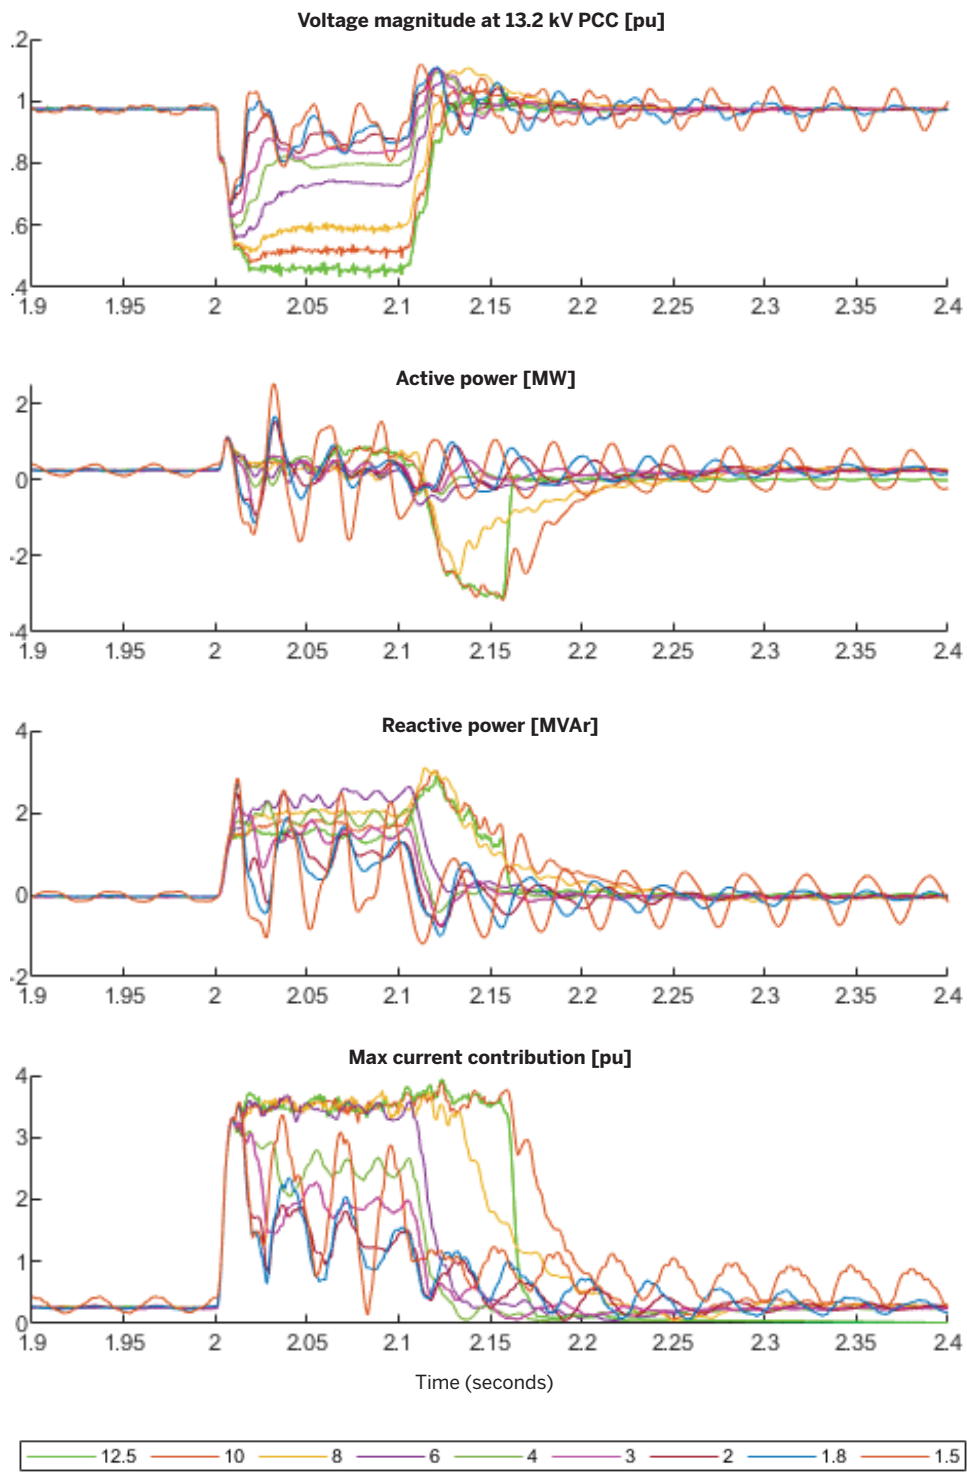 Voltage magnitude at 13.2 kV PCC [pu]
.2
1
.8
.6
.4
1.9 1.95 2 2.05 2.1 2.15 2.2 2.25 2.3 2.35 2.4
Active power [MW]
2
0
-2
-4
1.9 1.95 2 2.05 2.1 2.15 2.2 2.25 2.3 2.35 2.4
Reactive power [MVAr]
4
2
0
-2
1.9 1.95 2 2.05 2.1 2.15 2.2 2.25 2.3 2.35 2.4
Max current contribution [pu]
4
3
2
1
0
1.9 1.95 2 2.05 2.1 2.15 2.2 2.25 2.3 2.35 2.4
Time (seconds)
12.5 10 8 6 4 3 2 1.8 1.5